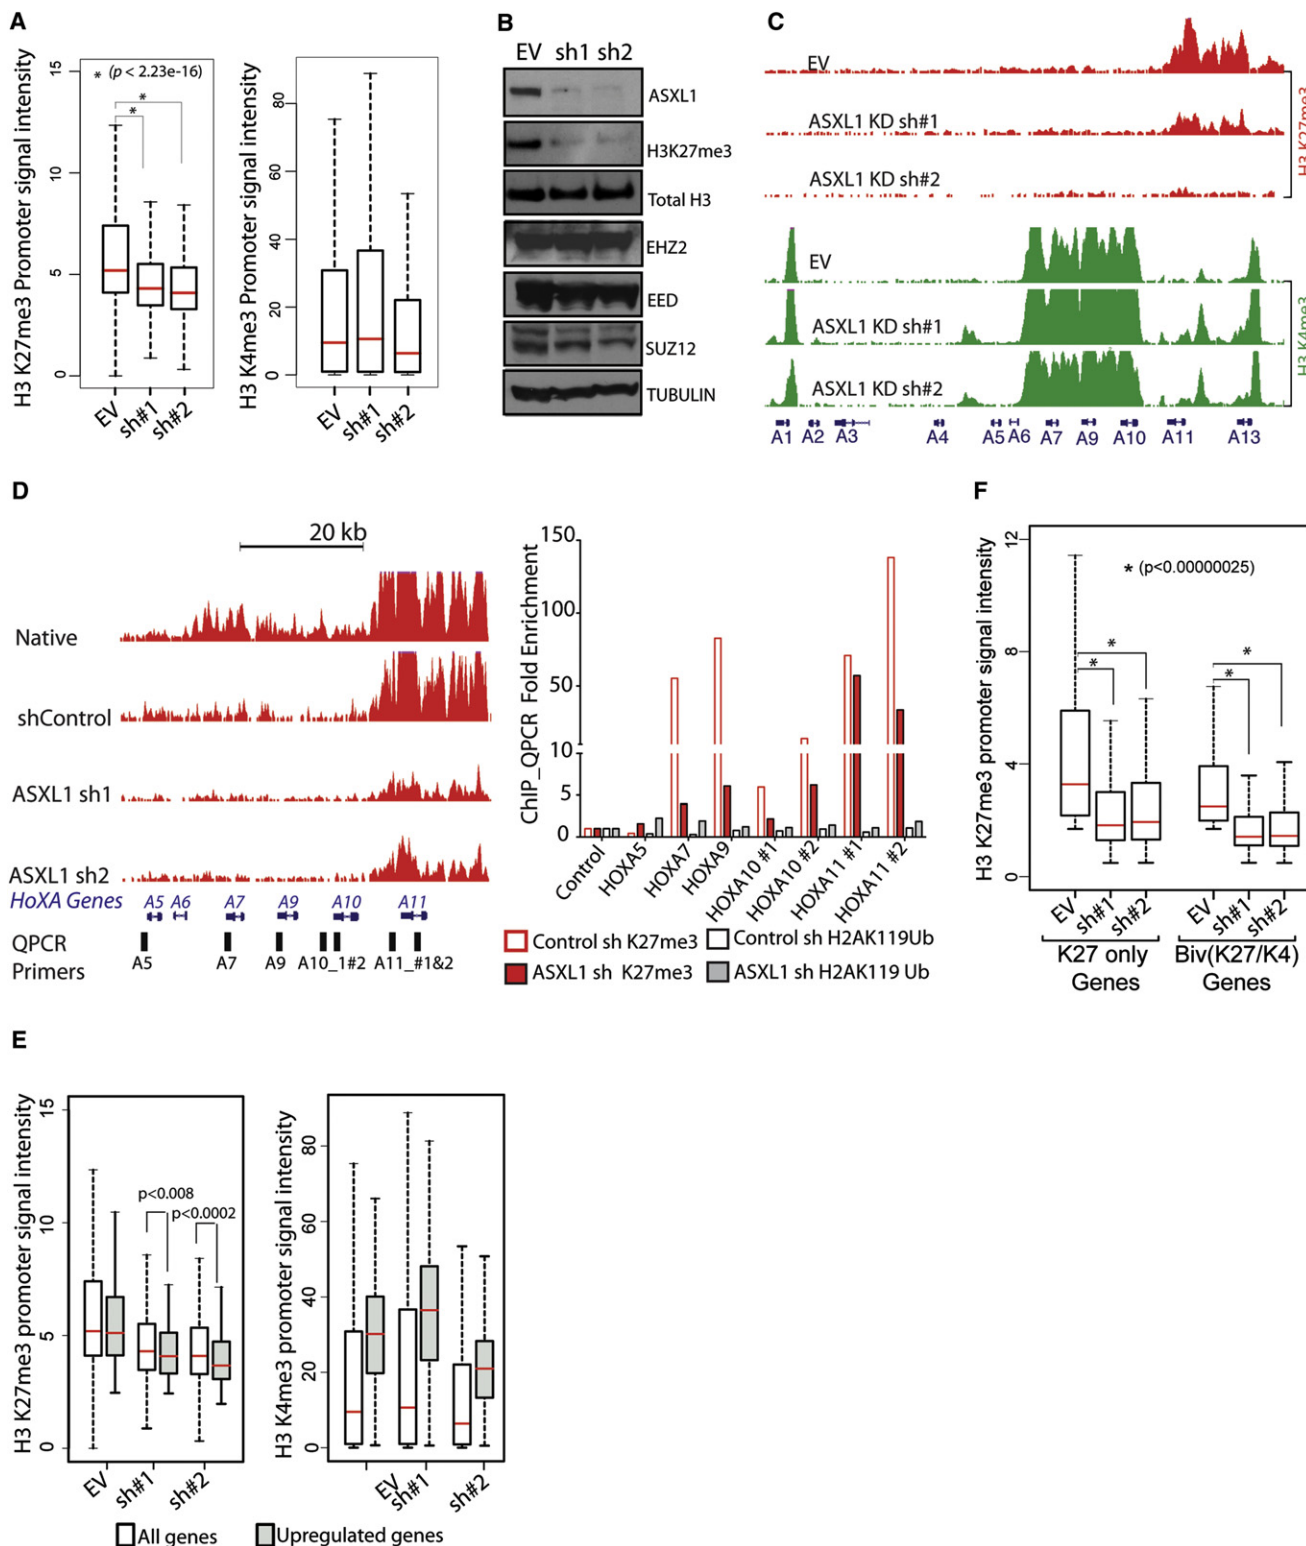 A
H3 K27me3 Promoter signal intensity
15
10
5
0
* (p < 2.23e-16)
*
*
EV
sh#1
sh#2
H3 K4me3 Promoter signal intensity
80
60
40
20
0
EV
sh#1
sh#2
B
EV sh1 sh2
ASXL1
H3K27me3
Total H3
EHZ2
EED
SUZ12
TUBULIN
C
EV
ASXL1 KD sh#1
ASXL1 KD sh#2
H3 K27me3
EV
ASXL1 KD sh#1
ASXL1 KD sh#2
H3 K4me3
A1 A2 A3 A4 A5 A6 A7 A9 A10 A11 A13
D
20 kb
Native
shControl
ASXL1 sh1
ASXL1 sh2
HoXA Genes
A5 A6 A7 A9 A10 A11
QPCR
Primers
A5 A7 A9 A10_1#2 A11_#1&2
ChIP_QPCR Fold Enrichment
150
100
50
10
5
0
Control
HOXA5
HOXA7
HOXA9
HOXA10 #1
HOXA10 #2
HOXA11 #1
HOXA11 #2
Control sh K27me3
Control sh H2AK119Ub
ASXL1 sh K27me3
ASXL1 sh H2AK119 Ub
F
H3 K27me3 promoter signal intensity
12
8
4
0
* (p<0.00000025)
*
*
*
*
EV
sh#1
sh#2
EV
sh#1
sh#2
K27 only
Genes
Biv(K27/K4)
Genes
E
H3 K27me3 promoter signal intensity
15
10
5
0
p<0.008
p<0.0002
EV
sh#1
sh#2
H3 K4me3 promoter signal intensity
80
60
40
20
0
EV
sh#1
sh#2
All genes
Upregulated genes